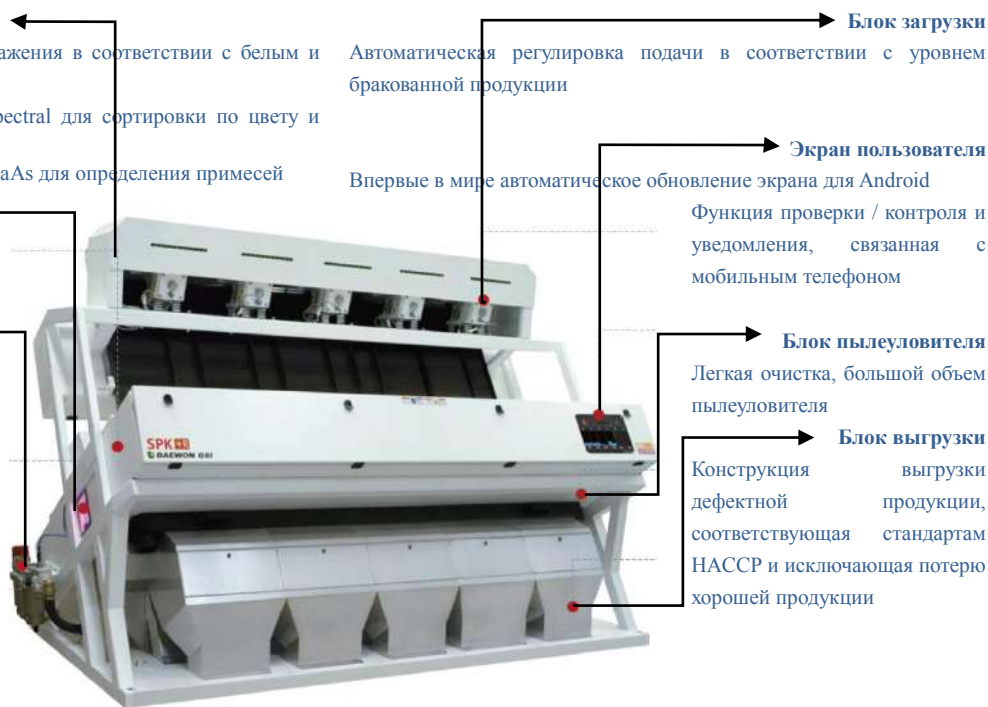 Блок загрузки
Автоматическая регулировка подачи в соответствии с уровнем
бракованной продукции
в соответствии с белым и
для сортировки по цвету и
для определения примесей
Экран пользователя
Впервые в мире автоматическое обновление экрана для Android
Функция проверки / контроля и
уведомления, связанная с
мобильным телефоном
Блок пылеуловителя
Легкая очистка, большой объем
пылеуловителя
Блок выгрузки
Конструкция выгрузки
дефектной продукции,
соответствующая стандартам
HACCP и исключающая потерю
хорошей продукции
SPK
DAEWON GSI